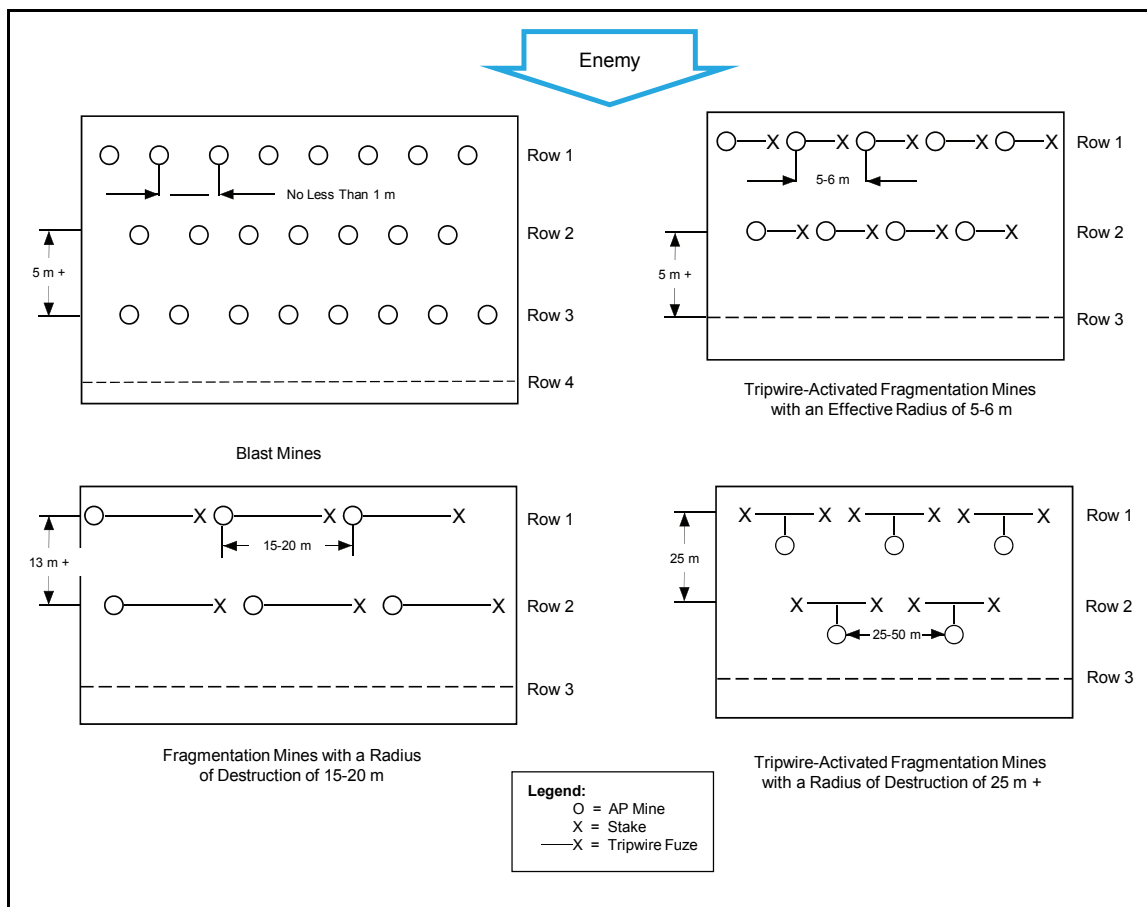 Enemy
Row 1
No Less Than 1 m
Row 2
5 m +
Row 3
Row 4
Blast Mines
X X X X X
Row 1
5-6 m
X X X X
Row 2
5 m +
Row 3
Tripwire-Activated Fragmentation Mines
with an Effective Radius of 5-6 m
X X X
Row 1
15-20 m
13 m +
X X X
Row 2
Row 3
Fragmentation Mines with a Radius
of Destruction of 15-20 m
X X X X X X
Row 1
25 m
X X X X
Row 2
25-50 m
Row 3
Tripwire-Activated Fragmentation Mines
with a Radius of Destruction of 25 m +
Legend:
O = AP Mine
X = Stake
X = Tripwire Fuze